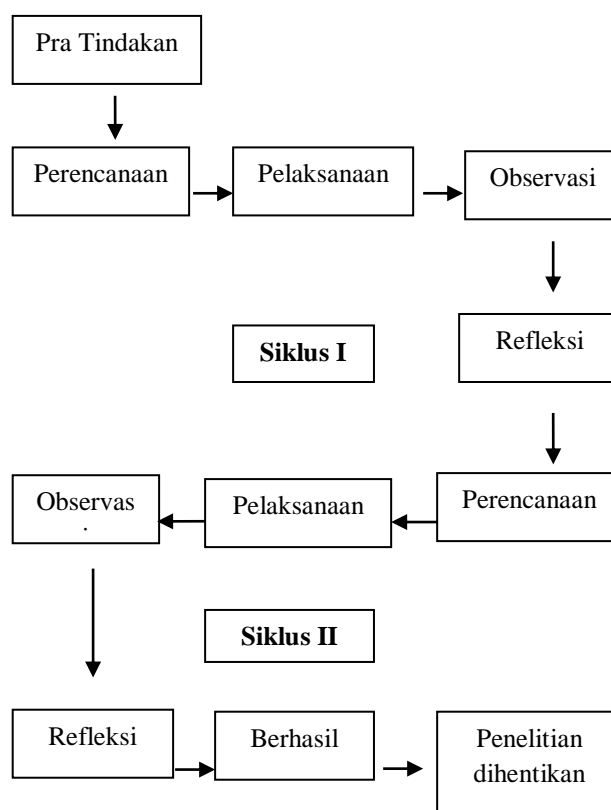 Pra Tindakan
Perencanaan
Pelaksanaan
Observasi
Refleksi
Siklus I
Perencanaan
Pelaksanaan
Observas
Siklus II
Refleksi
Berhasil
Penelitian
dihentikan